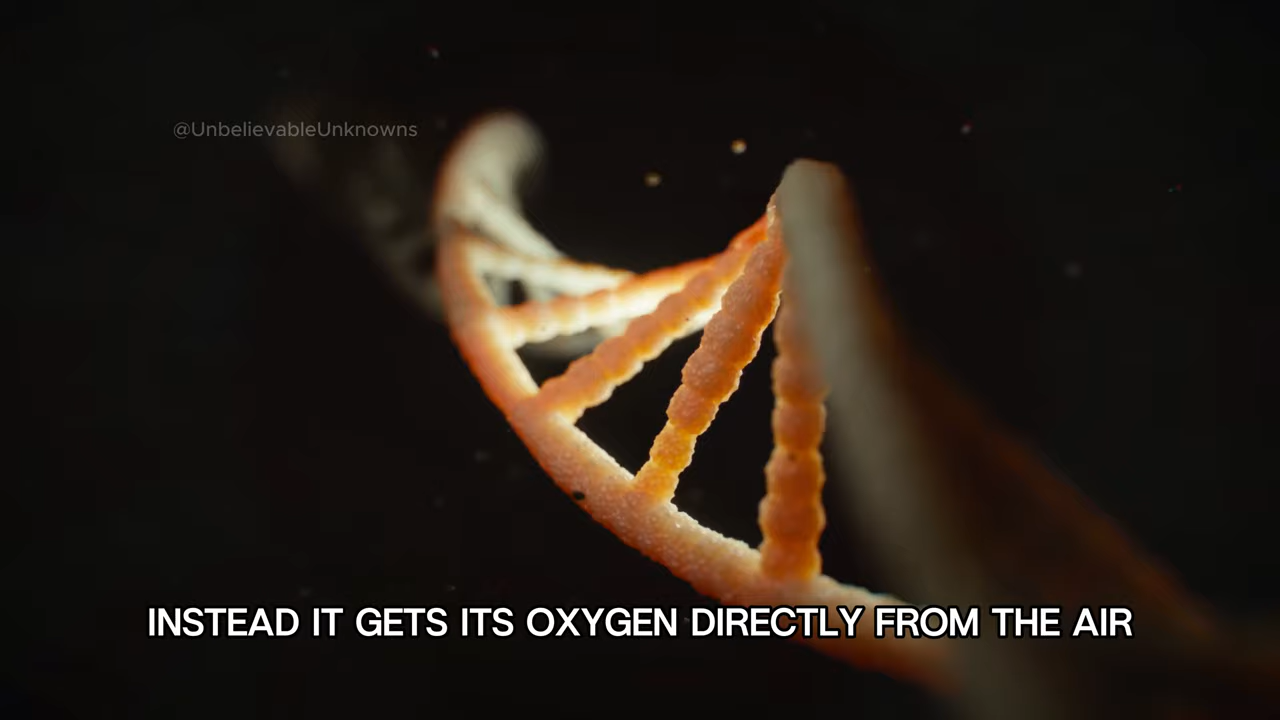 @UnbelievableUnknowns
INSTEAD IT GETS ITS OXYGEN DIRECTLY FROM THE AIR